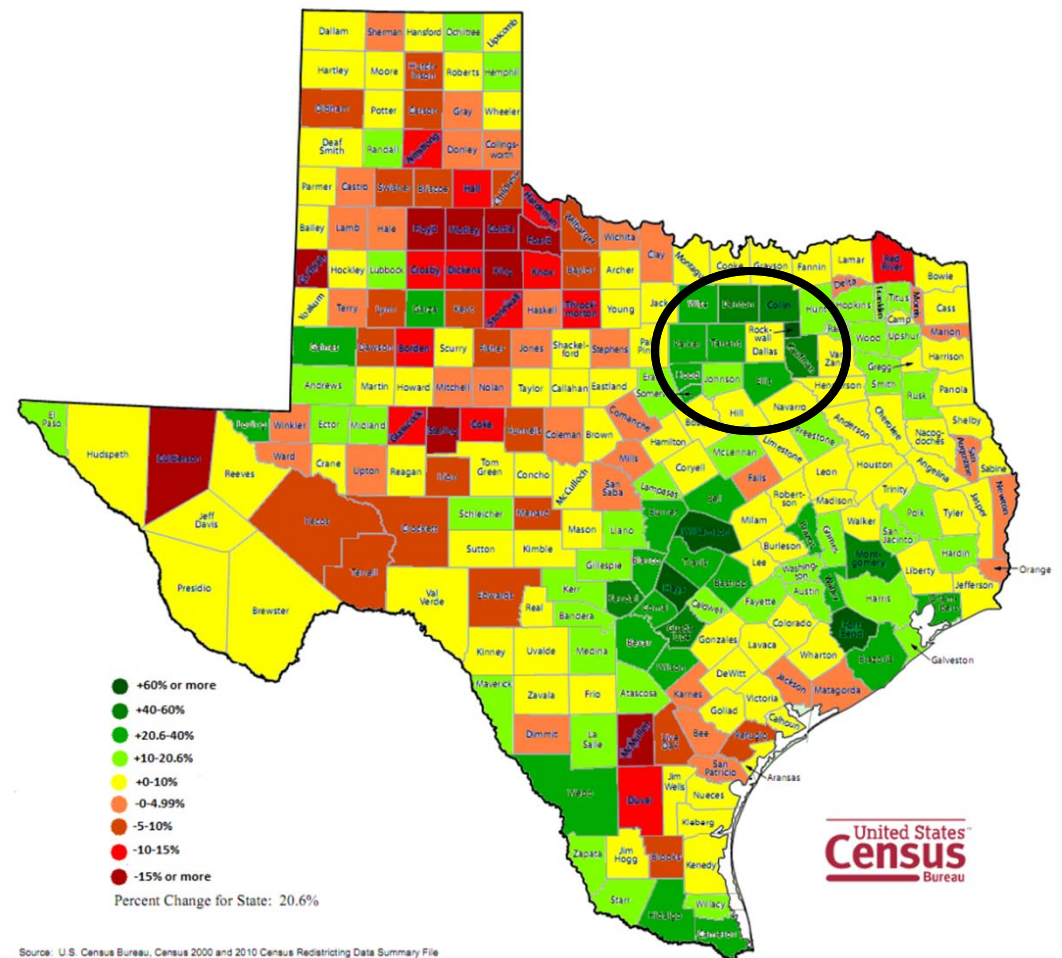 Dallam
Sherman
Hansford
Ochiltree
Lipscomb
Hartley
Moore
Hutch-
inson
Roberts
Hemphill
Oldham
Potter
Carson
Gray
Wheeler
Deaf
Smith
Randall
Armstrong
Donley
Collings-
worth
Parmer
Castro
Swisher
Briscoe
Hall
Childress
Hardeman
Bailey
Lamb
Hale
Floyd
Motley
Cottle
Foard
Wilbarger
Wichita
Clay
Montague
Cooke
Grayson
Fannin
Lamar
Red
River
Bowie
Hockley
Lubbock
Crosby
Dickens
King
Knox
Baylor
Archer
Jack
Wise
Denton
Collin
Hunt
Delta
Hopkins
Franklin
Titus
Camp
Morris
Cass
Yoakum
Terry
Lynn
Garza
Kent
Stonewall
Haskell
Throck-
morton
Young
Parker
Tarrant
Rock-
wall
Dallas
Kaufman
Wood
Upshur
Marion
Harrison
Gaines
Dawson
Borden
Scurry
Fisher
Jones
Shackel-
ford
Stephens
Hood
Johnson
Ellis
Henderson
Smith
Gregg
Rusk
Panola
Andrews
Martin
Howard
Mitchell
Nolan
Taylor
Callahan
Eastland
Hill
Navarro
Shelby
El
Paso
Hudspeth
Culberson
Reeves
Winkler
Ector
Midland
Glasscock
Sterling
Coke
Runnels
Coleman
Brown
Comanche
Hamilton
McLennan
Limestone
Freestone
Anderson
Cherokee
Nacog-
doches
San
Augustine
Sabine
Ward
Crane
Upton
Reagan
Irion
Tom
Green
Concho
McCulloch
San
Saba
Mills
Lampasas
Coryell
Bell
Falls
Robert-
son
Leon
Houston
Angelina
Trinity
Madison
Walker
Polk
Tyler
Jasper
Newton
Jeff
Davis
Pecos
Crockett
Schleicher
Menard
Mason
Llano
Burnet
Williamson
Milam
Burleson
Brazos
Grimes
San
Jacinto
Hardin
Orange
Presidio
Brewster
Terrell
Sutton
Kimble
Gillespie
Blanco
Travis
Lee
Bastrop
Washing-
ton
Mont-
gomery
Liberty
Jefferson
Val
Verde
Edwards
Real
Kerr
Bandera
Kendall
Comal
Hays
Caldwell
Fayette
Austin
Waller
Harris
Kinney
Uvalde
Medina
Bexar
Guada-
lupe
Gonzales
Lavaca
Colorado
Wharton
Fort
Bend
Brazoria
Galveston
Maverick
Zavala
Frio
Atascosa
Wilson
Karnes
DeWitt
Victoria
Jackson
Matagorda
Goliad
Calhoun
Dimmit
La
Salle
McMullen
Live
Oak
Bee
Refugio
San
Patricio
Aransas
Webb
Duval
Jim
Wells
Nueces
Kleberg
Zapata
Jim
Hogg
Brooks
Kenedy
Starr
Hidalgo
Willacy
Cameron
+60% or more
+40-60%
+20.6-40%
+10-20.6%
+0-10%
-0-4.99%
-5-10%
-10-15%
-15% or more
Percent Change for State: 20.6%
United States™
Census
Bureau
Source: U.S. Census Bureau, Census 2000 and 2010 Census Redistricting Data Summary File